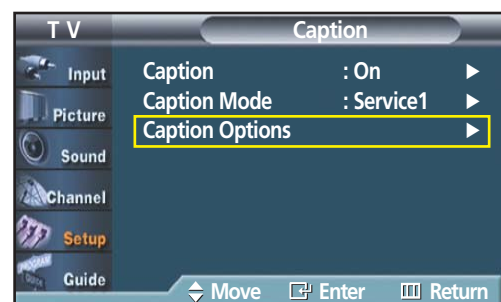 T V
Caption
Input
Picture
Sound
Channel
Setup
Guide
Caption : On
Caption Mode : Service1
Caption Options
Move Enter Return